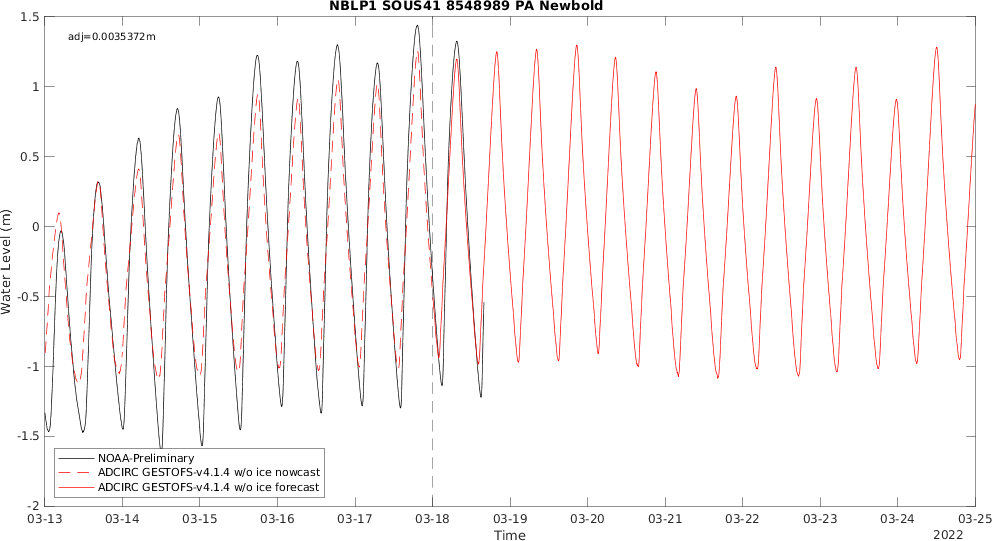 NBLP1 SOUS41 8548989 PA Newbold
adj=0.0035372m
1.5
1
0.5
0
-0.5
-1
-1.5
-2
Water Level (m)
NOAA-Preliminary
ADCIRC GESTOFS-v4.1.4 w/o ice nowcast
ADCIRC GESTOFS-v4.1.4 w/o ice forecast
03-13 03-14 03-15 03-16 03-17 03-18 03-19 03-20 03-21 03-22 03-23 03-24 03-25
Time
2022